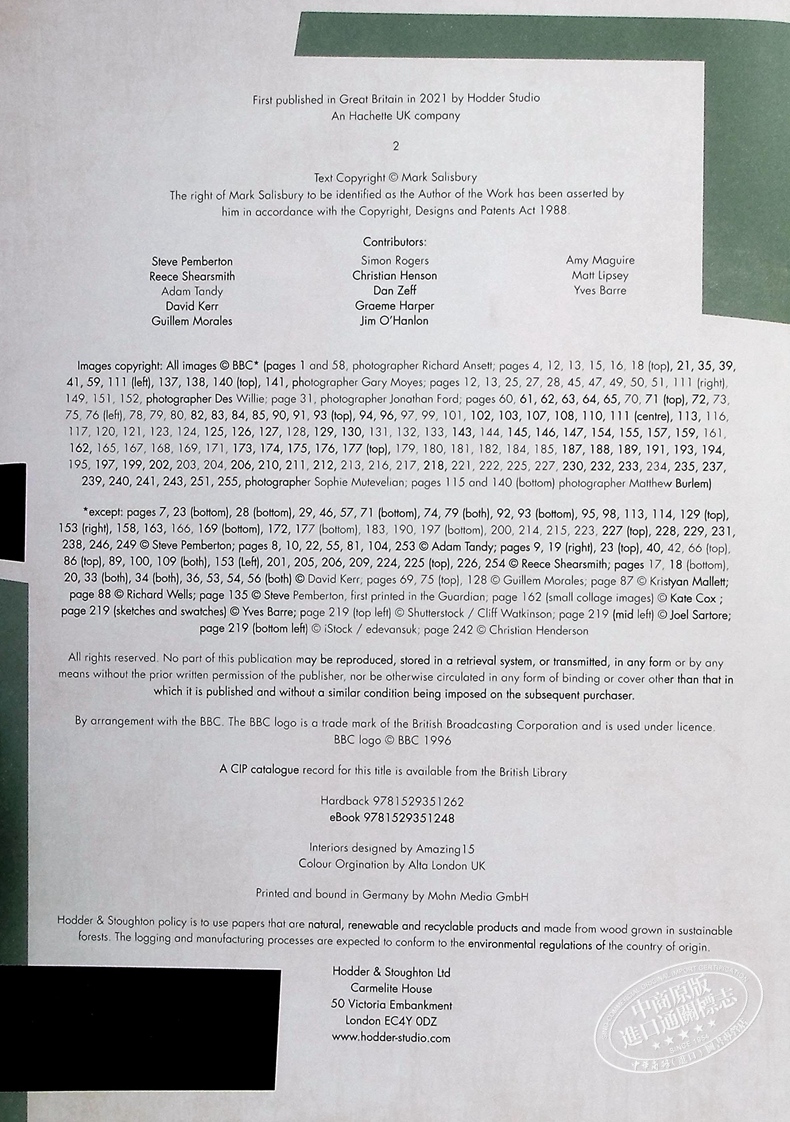 First published in Great Britain in 2021 by Hodder Studio
An Hachette UK company
2
Text Copyright © Mark Salisbury
The right of Mark Salisbury to be identified as the Author of the Work has been asserted by
him in accordance with the Copyright, Designs and Patents Act 1988.
Contributors:
Steve Pemberton
Reece Shearsmith
Adam Tandy
David Kerr
Guillem Morales
Simon Rogers
Christian Henson
Dan Zeff
Graeme Harper
Jim O'Hanlon
Amy Maguire
Matt Lipsey
Yves Barre
Images copyright: All images © BBC* (pages 1 and 58, photographer Richard Ansett; pages 4, 12, 13, 15, 16, 18 (top), 21, 35, 39,
41, 59, 111 (left), 137, 138, 140 (top), 141, photographer Gary Moyes; pages 12, 13, 25, 27, 28, 45, 47, 49, 50, 51, 111 (right),
149, 151, 152, photographer Des Willie; page 31, photographer Jonathan Ford; pages 60, 61, 62, 63, 64, 65, 70, 71 (top), 72, 73,
75, 76 (left), 78, 79, 80, 82, 83, 84, 85, 90, 91, 93 (top), 94, 96, 97, 99, 101, 102, 103, 107, 108, 110, 111 (centre), 113, 116,
117, 120, 121, 123, 124, 125, 126, 127, 128, 129, 130, 131, 132, 133, 143, 144, 145, 146, 147, 154, 155, 157, 159, 161,
162, 165, 167, 168, 169, 171, 173, 174, 175, 176, 177 (top), 179, 180, 181, 182, 184, 185, 187, 188, 189, 191, 193, 194,
195, 197, 199, 202, 203, 204, 206, 210, 211, 212, 213, 216, 217, 218, 221, 222, 225, 227, 230, 232, 233, 234, 235, 237,
239, 240, 241, 243, 251, 255, photographer Sophie Mutevelian; pages 115 and 140 (bottom) photographer Matthew Burlem)
*except: pages 7, 23 (bottom), 28 (bottom), 29, 46, 57, 71 (bottom), 74, 79 (both), 92, 93 (bottom), 95, 98, 113, 114, 129 (top),
153 (right), 158, 163, 166, 169 (bottom), 172, 177 (bottom), 183, 190, 197 (bottom), 200, 214, 215, 223, 227 (top), 228, 229, 231,
238, 246, 249 © Steve Pemberton; pages 8, 10, 22, 55, 81, 104, 253 © Adam Tandy; pages 9, 19 (right), 23 (top), 40, 42, 66 (top),
86 (top), 89, 100, 109 (both), 153 (Left), 201, 205, 206, 209, 224, 225 (top), 226, 254 © Reece Shearsmith; pages 17, 18 (bottom),
20, 33 (both), 34 (both), 36, 53, 54, 56 (both) © David Kerr; pages 69, 75 (top), 128 © Guillem Morales; page 87 © Kristyan Mallett;
page 88 © Richard Wells; page 135 © Steve Pemberton, first printed in the Guardian; page 162 (small collage images) © Kate Cox ;
page 219 (sketches and swatches) © Yves Barre; page 219 (top left) © Shutterstock / Cliff Watkinson; page 219 (mid left) © Joel Sartore;
page 219 (bottom left) © iStock / edevansuk; page 242 © Christian Henderson
All rights reserved. No part of this publication may be reproduced, stored in a retrieval system, or transmitted, in any form or by any
means without the prior written permission of the publisher, nor be otherwise circulated in any form of binding or cover other than that in
which it is published and without a similar condition being imposed on the subsequent purchaser.
By arrangement with the BBC. The BBC logo is a trade mark of the British Broadcasting Corporation and is used under licence.
BBC logo © BBC 1996
A CIP catalogue record for this title is available from the British Library
Hardback 9781529351262
eBook 9781529351248
Interiors designed by Amazing15
Colour Orgination by Alta London UK
Printed and bound in Germany by Mohn Media GmbH
Hodder & Stoughton policy is to use papers that are natural, renewable and recyclable products and made from wood grown in sustainable
forests. The logging and manufacturing processes are expected to conform to the environmental regulations of the country of origin.
Hodder & Stoughton Ltd
Carmelite House
50 Victoria Embankment
London EC4Y 0DZ
www.hodder-studio.com
中商原版
進口通關標志